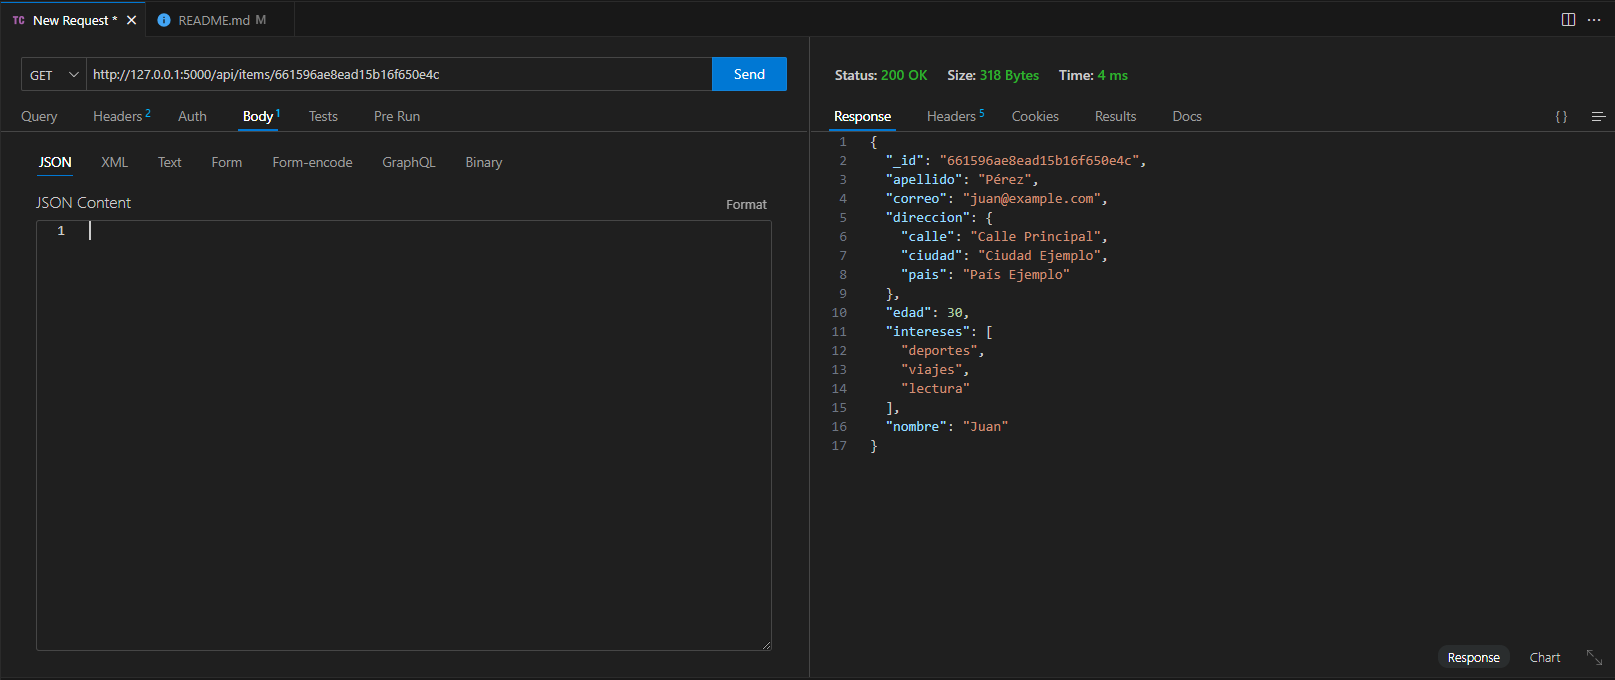 TC New Request * README.md M
GET http://127.0.0.1:5000/api/items/661596ae8ead15b16f650e4c Send
Query Headers 2 Auth Body 1 Tests Pre Run
JSON XML Text Form Form-encode GraphQL Binary
JSON Content Format
1
Status: 200 OK Size: 318 Bytes Time: 4 ms
Response Headers 5 Cookies Results Docs {}
1 {
2 "_id": "661596ae8ead15b16f650e4c",
3 "apellido": "Pérez",
4 "correo": "juan@example.com",
5 "direccion": {
6 "calle": "Calle Principal",
7 "ciudad": "Ciudad Ejemplo",
8 "pais": "País Ejemplo"
9 },
10 "edad": 30,
11 "intereses": [
12 "deportes",
13 "viajes",
14 "lectura"
15 ],
16 "nombre": "Juan"
17 }
Response Chart